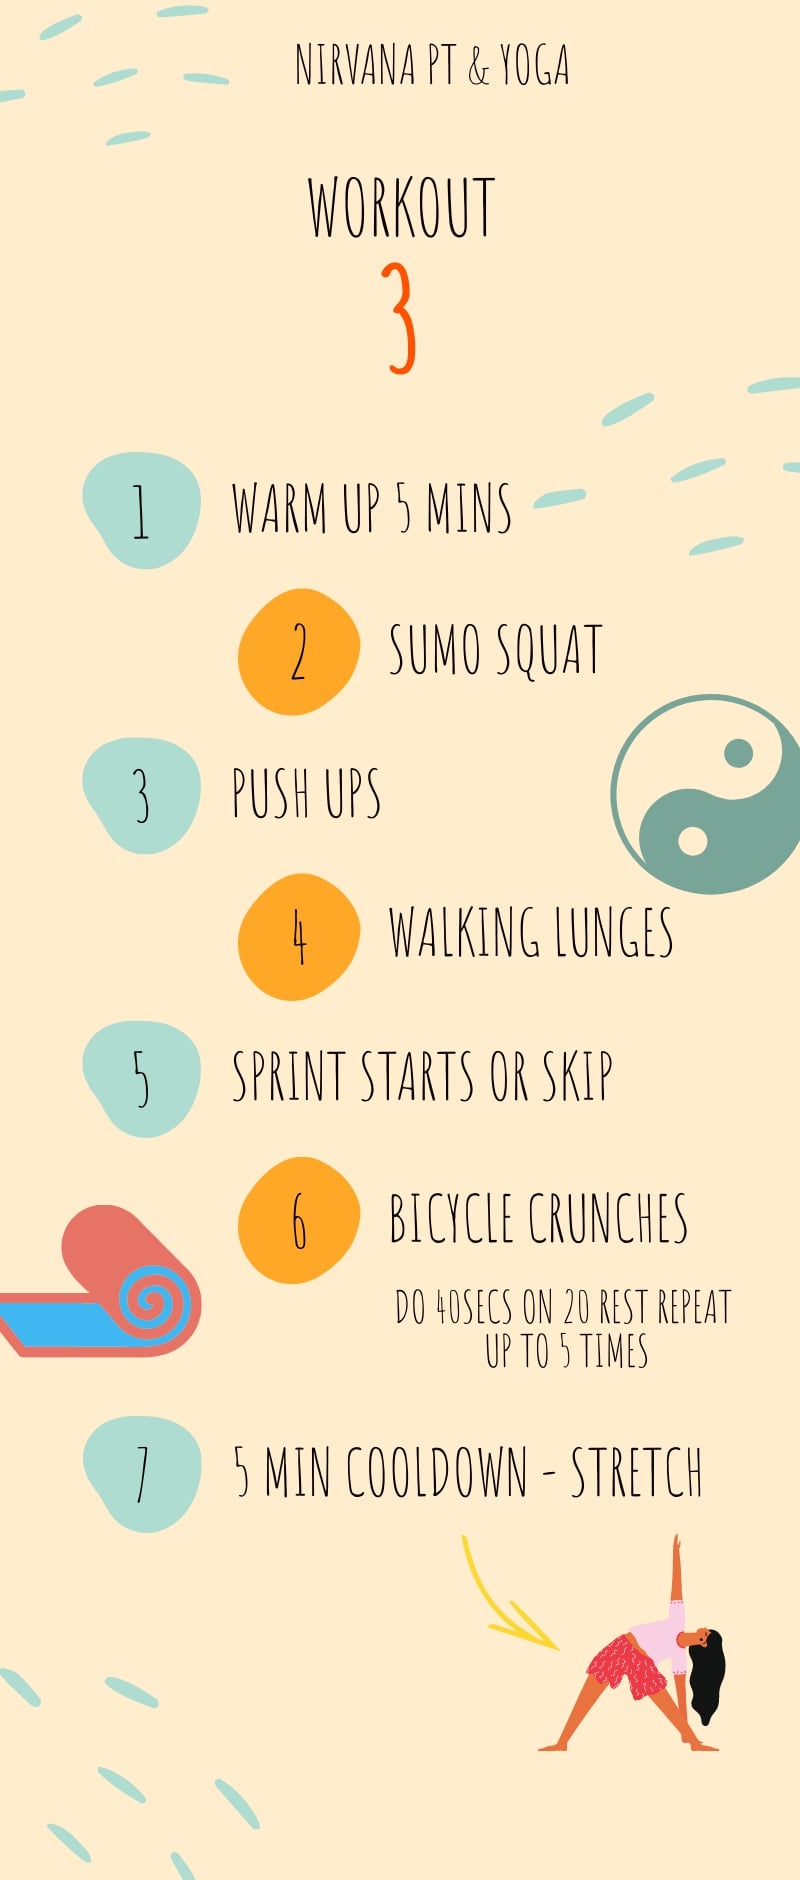 NIRVANA PT & YOGA
WORKOUT
3
1 WARM UP 5 MINS
2 SUMO SQUAT
3 PUSH UPS
4 WALKING LUNGES
5 SPRINT STARTS OR SKIP
6 BICYCLE CRUNCHES
DO 40SECS ON 20 REST REPEAT
UP TO 5 TIMES
7 5 MIN COOLDOWN - STRETCH